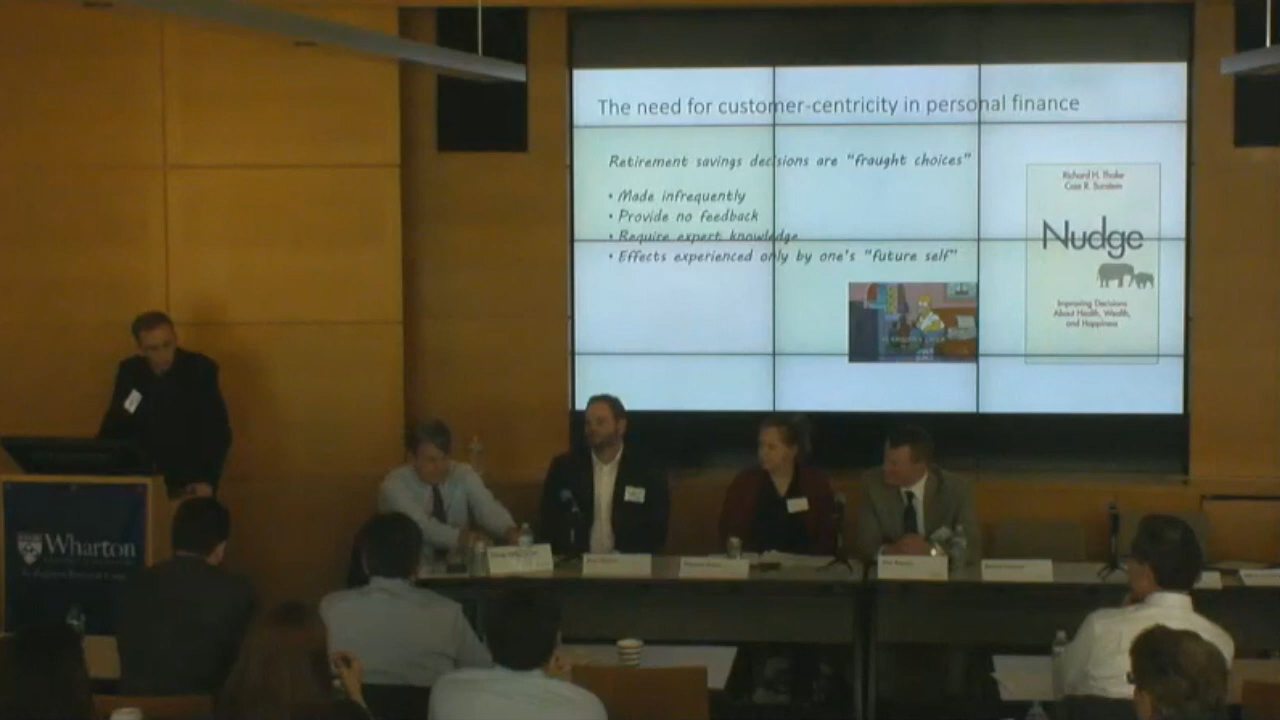 The need for customer-centricity in personal finance
Retirement savings decisions are "fraught choices"
• Made infrequently
• Provide no feedback
• Require expert knowledge
• Effects experienced only by one's "future self"
Richard H. Thaler
Cass R. Sunstein
Nudge
Improving Decisions
About Health, Wealth,
and Happiness
Wharton